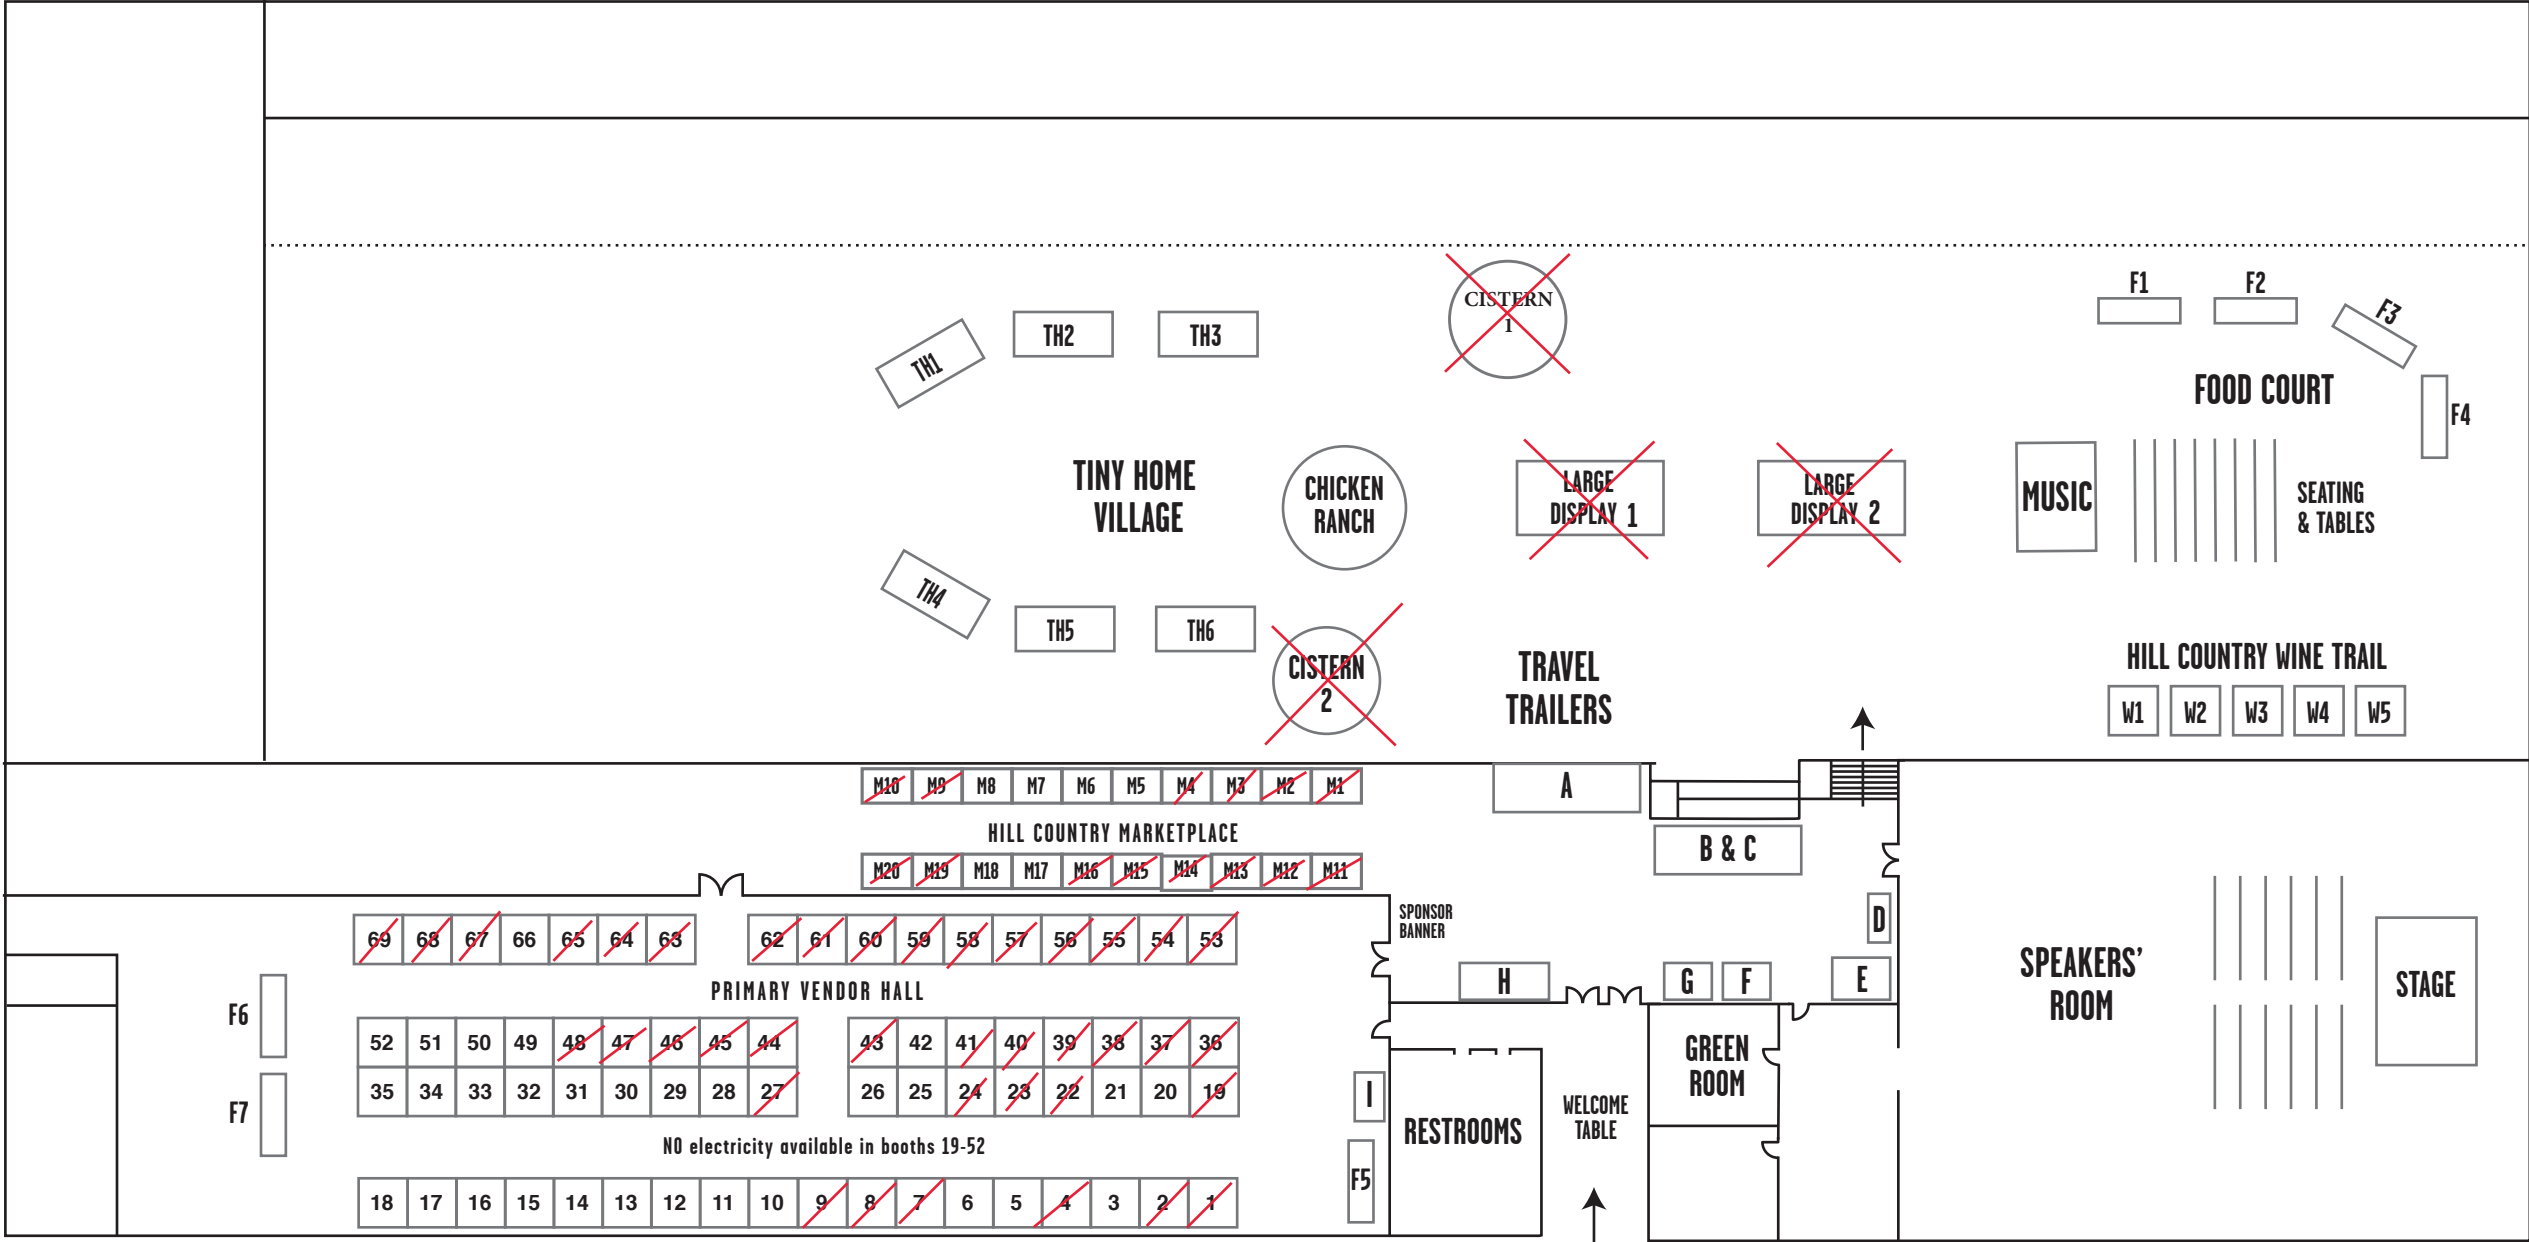 CISTERN
1
F1
F2
F3
F4
TH1
TH2
TH3
FOOD COURT
TINY HOME
VILLAGE
CHICKEN
RANCH
LARGE
DISPLAY 1
LARGE
DISPLAY 2
MUSIC
SEATING
& TABLES
TH4
TH5
TH6
CISTERN
2
TRAVEL
TRAILERS
HILL COUNTRY WINE TRAIL
W1 W2 W3 W4 W5
M10 M9 M8 M7 M6 M5 M4 M3 M2 M1
A
HILL COUNTRY MARKETPLACE
B & C
M20 M19 M18 M17 M16 M15 M14 M13 M12 M11
SPONSOR
BANNER
D
69 68 67 66 65 64 63 62 61 60 59 58 57 56 55 54 53
PRIMARY VENDOR HALL
H
G
F
E
SPEAKERS'
ROOM
STAGE
F6
52 51 50 49 48 47 46 45 44 43 42 41 40 39 38 37 36
35 34 33 32 31 30 29 28 27 26 25 24 23 22 21 20 19
F7
I
GREEN
ROOM
RESTROOMS
WELCOME
TABLE
NO electricity available in booths 19-52
F5
18 17 16 15 14 13 12 11 10 9 8 7 6 5 4 3 2 1